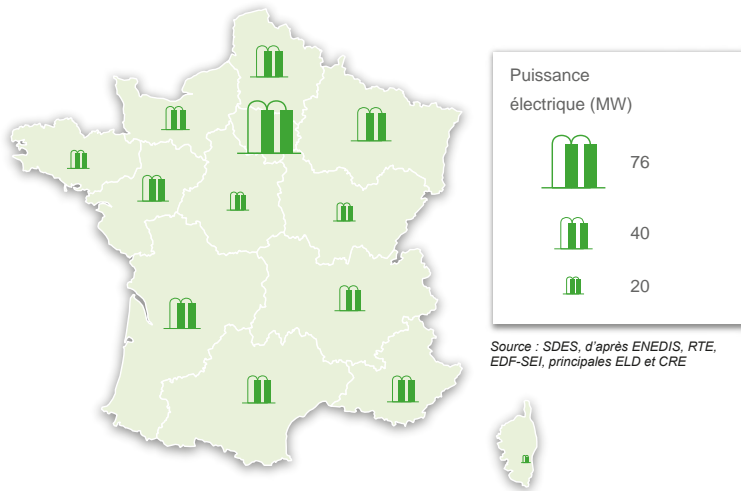 Puissance
électrique (MW)
76
40
20
Source : SDES, d'après ENEDIS, RTE,
EDF-SEI, principales ELD et CRE